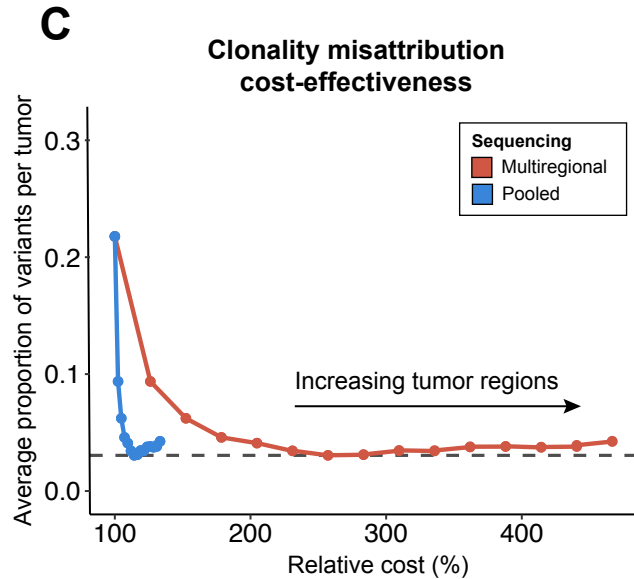 C
Clonality misattribution
cost-effectiveness
Average proportion of variants per tumor
0.3
0.2
0.1
0.0
Sequencing
Multiregional
Pooled
Increasing tumor regions
100
200
300
400
Relative cost (%)